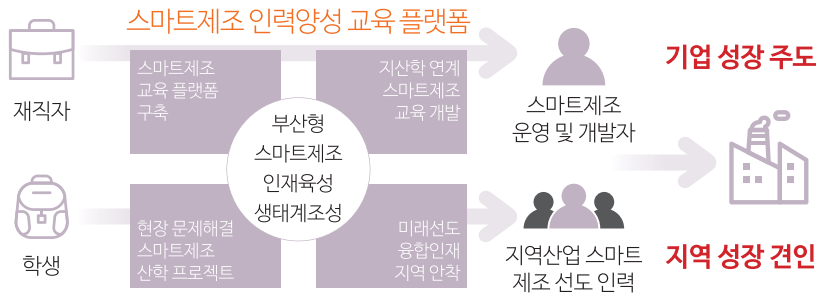 스마트제조 인력양성 교육 플랫폼
재직자
스마트제조
교육 플랫폼
구축
지산학 연계
스마트제조
교육 개발
부산형
스마트제조
인재육성
생태계조성
현장 문제해결
스마트제조
산학 프로젝트
미래선도
융합인재
지역 안착
학생
스마트제조
운영 및 개발자
지역산업 스마트
제조 선도 인력
기업 성장 주도
지역 성장 견인